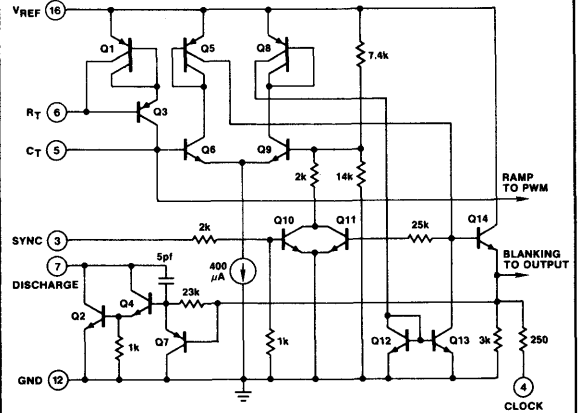 VREF 16
Q1
Q5
Q8
7.4k
RT 6
Q3
CT 5
Q6
Q9
2k
14k
RAMP
TO PWM
SYNC 3
2k
Q10
Q11
25k
Q14
7
DISCHARGE
5pf
400
μA
BLANKING
TO OUTPUT
Q2
Q4
23k
1k
Q7
1k
Q12
Q13
3k
250
GND 12
4
CLOCK